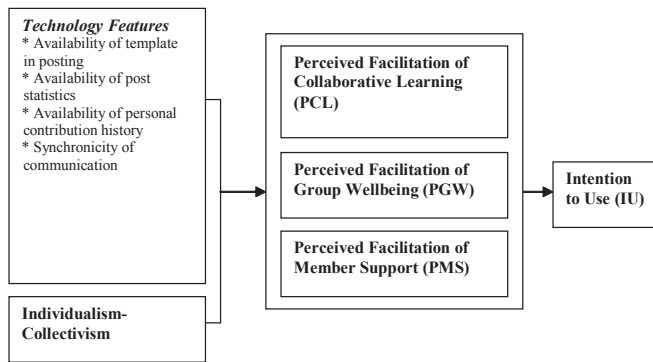 Technology Features
* Availability of template
in posting
* Availability of post
statistics
* Availability of personal
contribution history
* Synchronicity of
communication
Individualism-
Collectivism
Perceived Facilitation of
Collaborative Learning
(PCL)
Perceived Facilitation of
Group Wellbeing (PGW)
Perceived Facilitation of
Member Support (PMS)
Intention
to Use (IU)